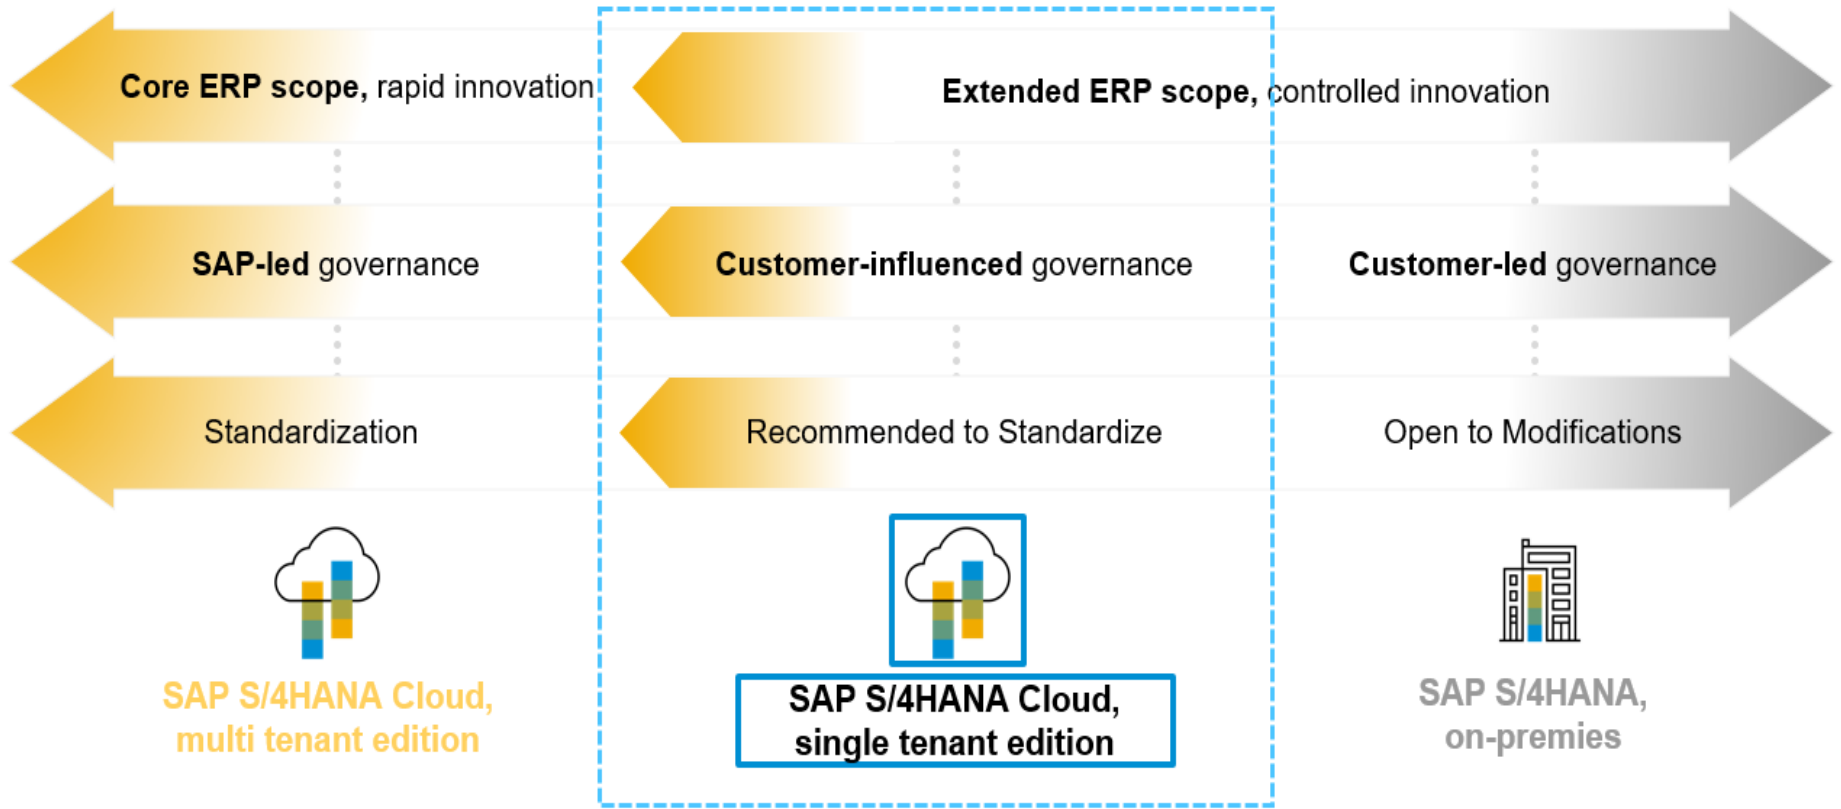 Core ERP scope, rapid innovation
Extended ERP scope, controlled innovation
SAP-led governance
Customer-influenced governance
Customer-led governance
Standardization
Recommended to Standardize
Open to Modifications
SAP S/4HANA Cloud,
multi tenant edition
SAP S/4HANA Cloud,
single tenant edition
SAP S/4HANA,
on-premies